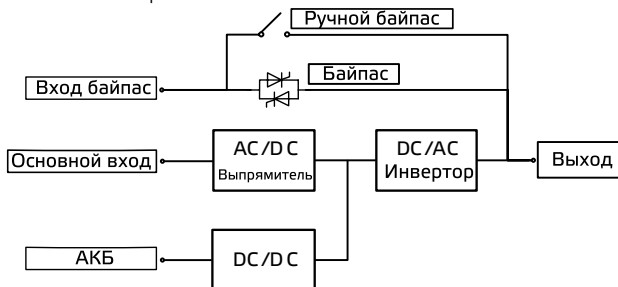 Ручной байпас
Байпас
Вход байпас
AC/DC
Выпрямитель
DC/AC
Инвертор
Основной вход
Выход
АКБ
DC/DC